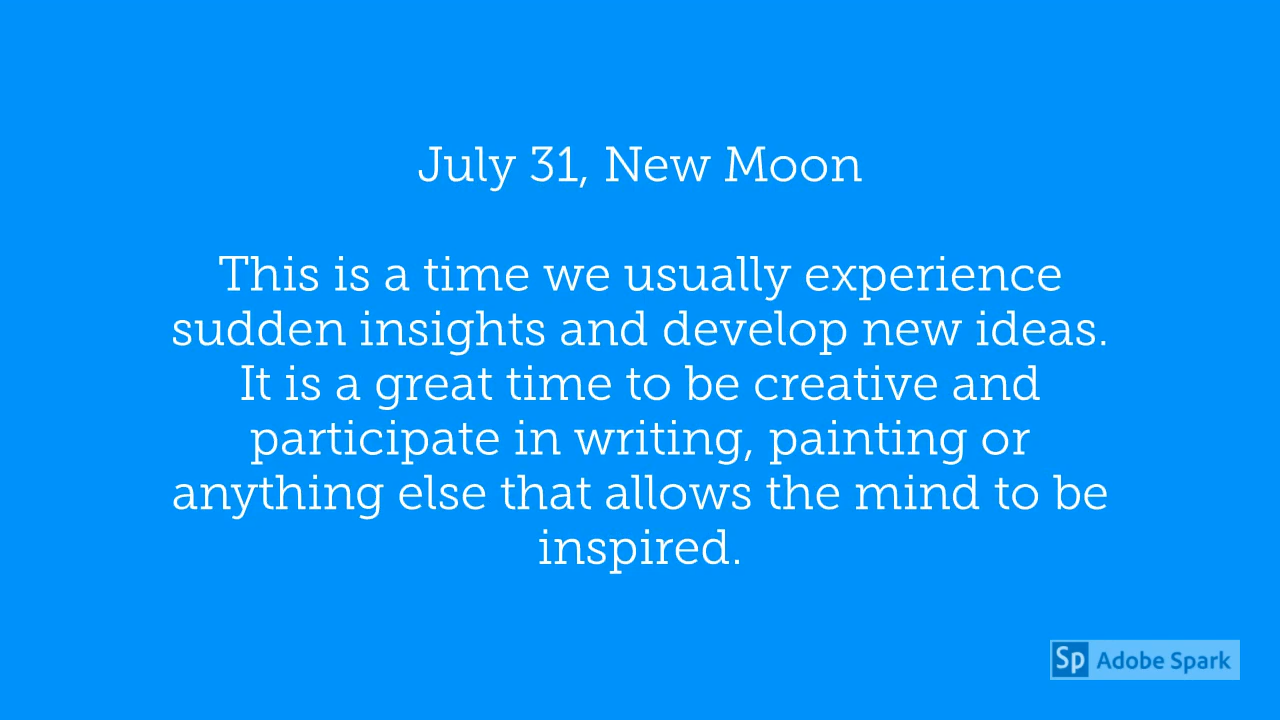 July 31, New Moon
This is a time we usually experience
sudden insights and develop new ideas.
It is a great time to be creative and
participate in writing, painting or
anything else that allows the mind to be
inspired.
Sp Adobe Spark